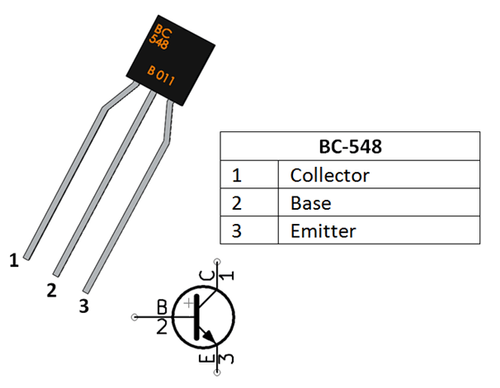 BC
548
B 011
1
2
3
BC-548
1 Collector
2 Base
3 Emitter
C
1
B
2
E
3